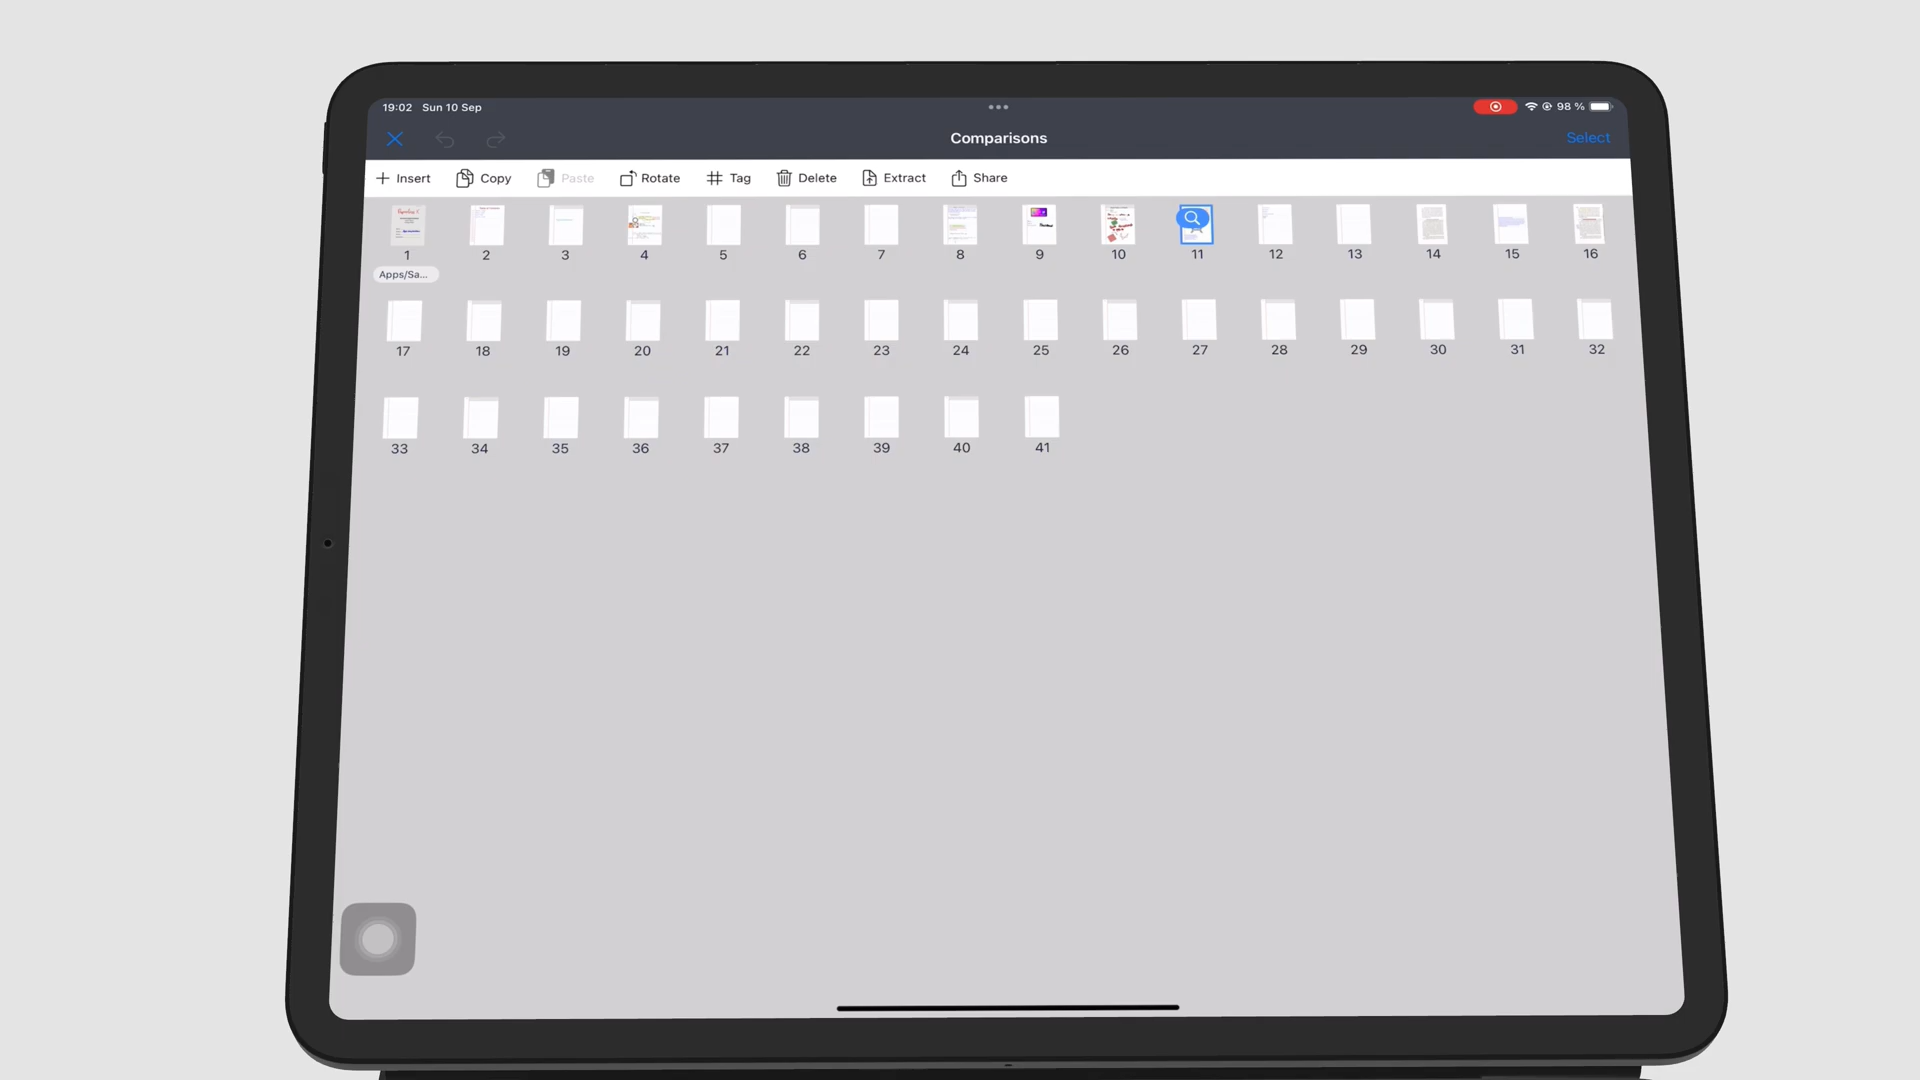 19:02 Sun 10 Sep 98 %
Comparisons Select
Insert Copy Paste Rotate Tag Delete Extract Share
1 2 3 4 5 6 7 8 9 10 11 12 13 14 15 16
Apps/Sa...
17 18 19 20 21 22 23 24 25 26 27 28 29 30 31 32
33 34 35 36 37 38 39 40 41